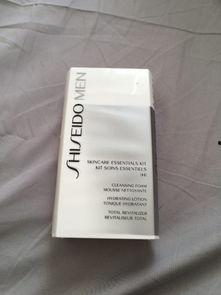 SHISEIDO MEN
SKINCARE ESSENTIALS KIT
KIT SOINS ESSENTIELS
CLEANSING FOAM
MOUSSE NETTOYANTE
HYDRATING LOTION
TONIQUE HYDRATANT
TOTAL REVITALIZER
REVITALISEUR TOTAL